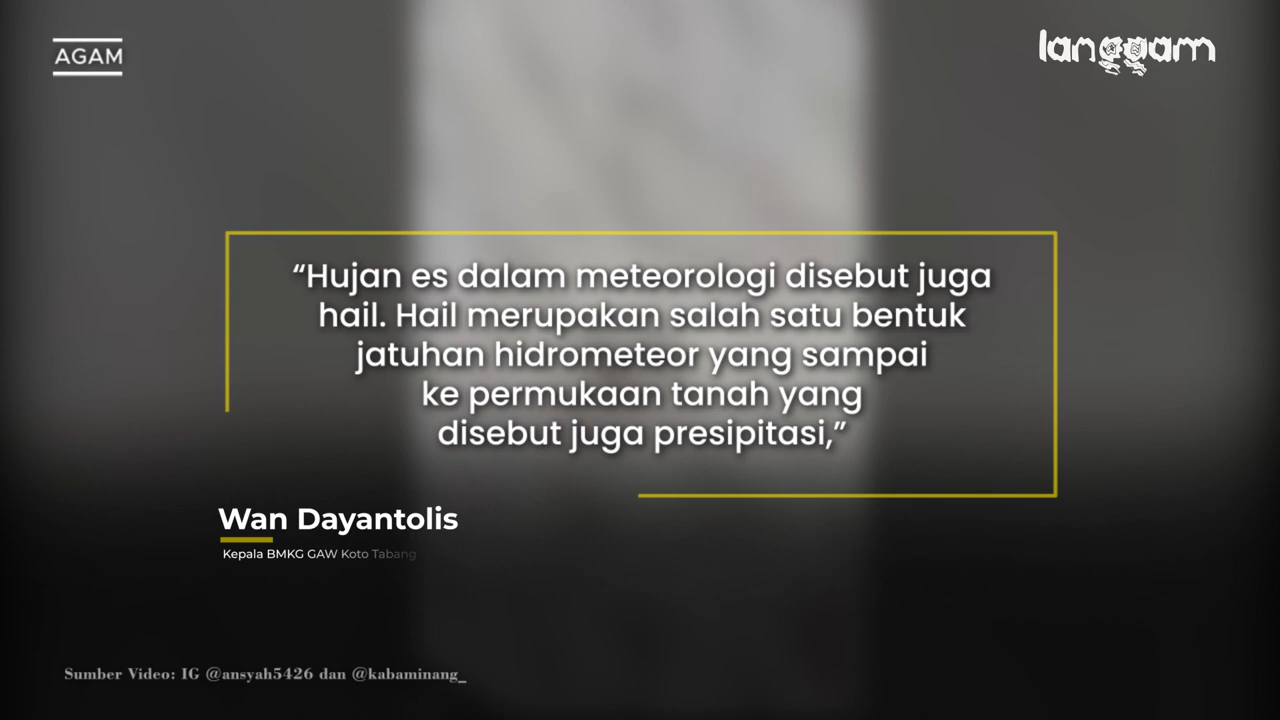 AGAM
langgam
“Hujan es dalam meteorologi disebut juga
hail. Hail merupakan salah satu bentuk
jatuhan hidrometeor yang sampai
ke permukaan tanah yang
disebut juga presipitasi,”
Wan Dayantolis
Kepala BMKG GAW Koto Tabang
Sumber Video: IG @ansyah5426 dan @kabaminang_